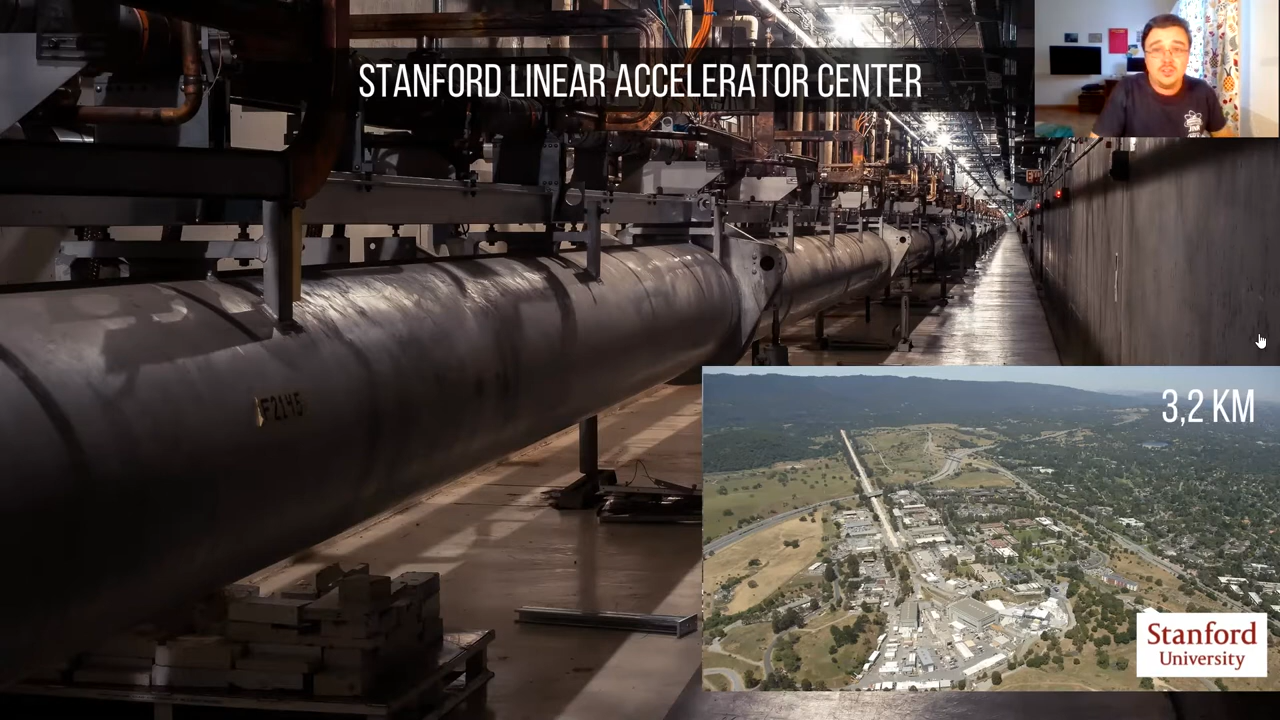 STANFORD LINEAR ACCELERATOR CENTER
F2145
3,2 KM
Stanford
University